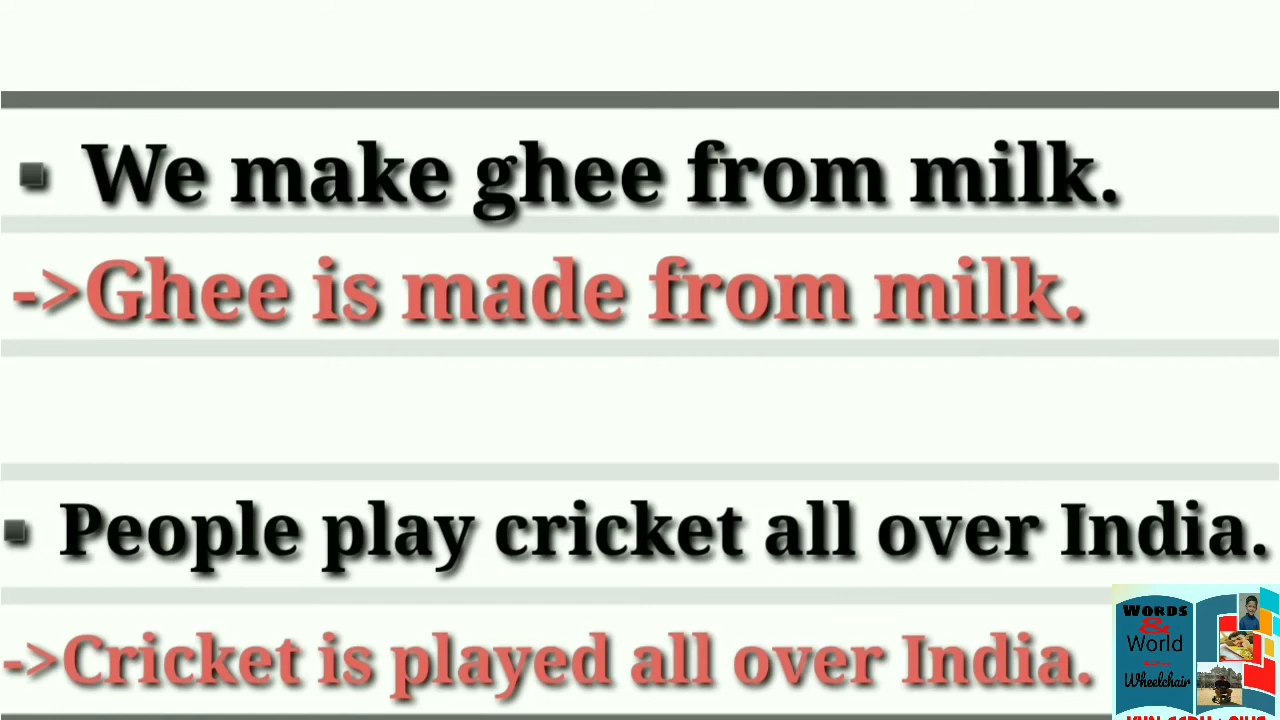 ▪ We make ghee from milk.
->Ghee is made from milk.
▪ People play cricket all over India.
->Cricket is played all over India.
WORDS
&
World
Wheelchair